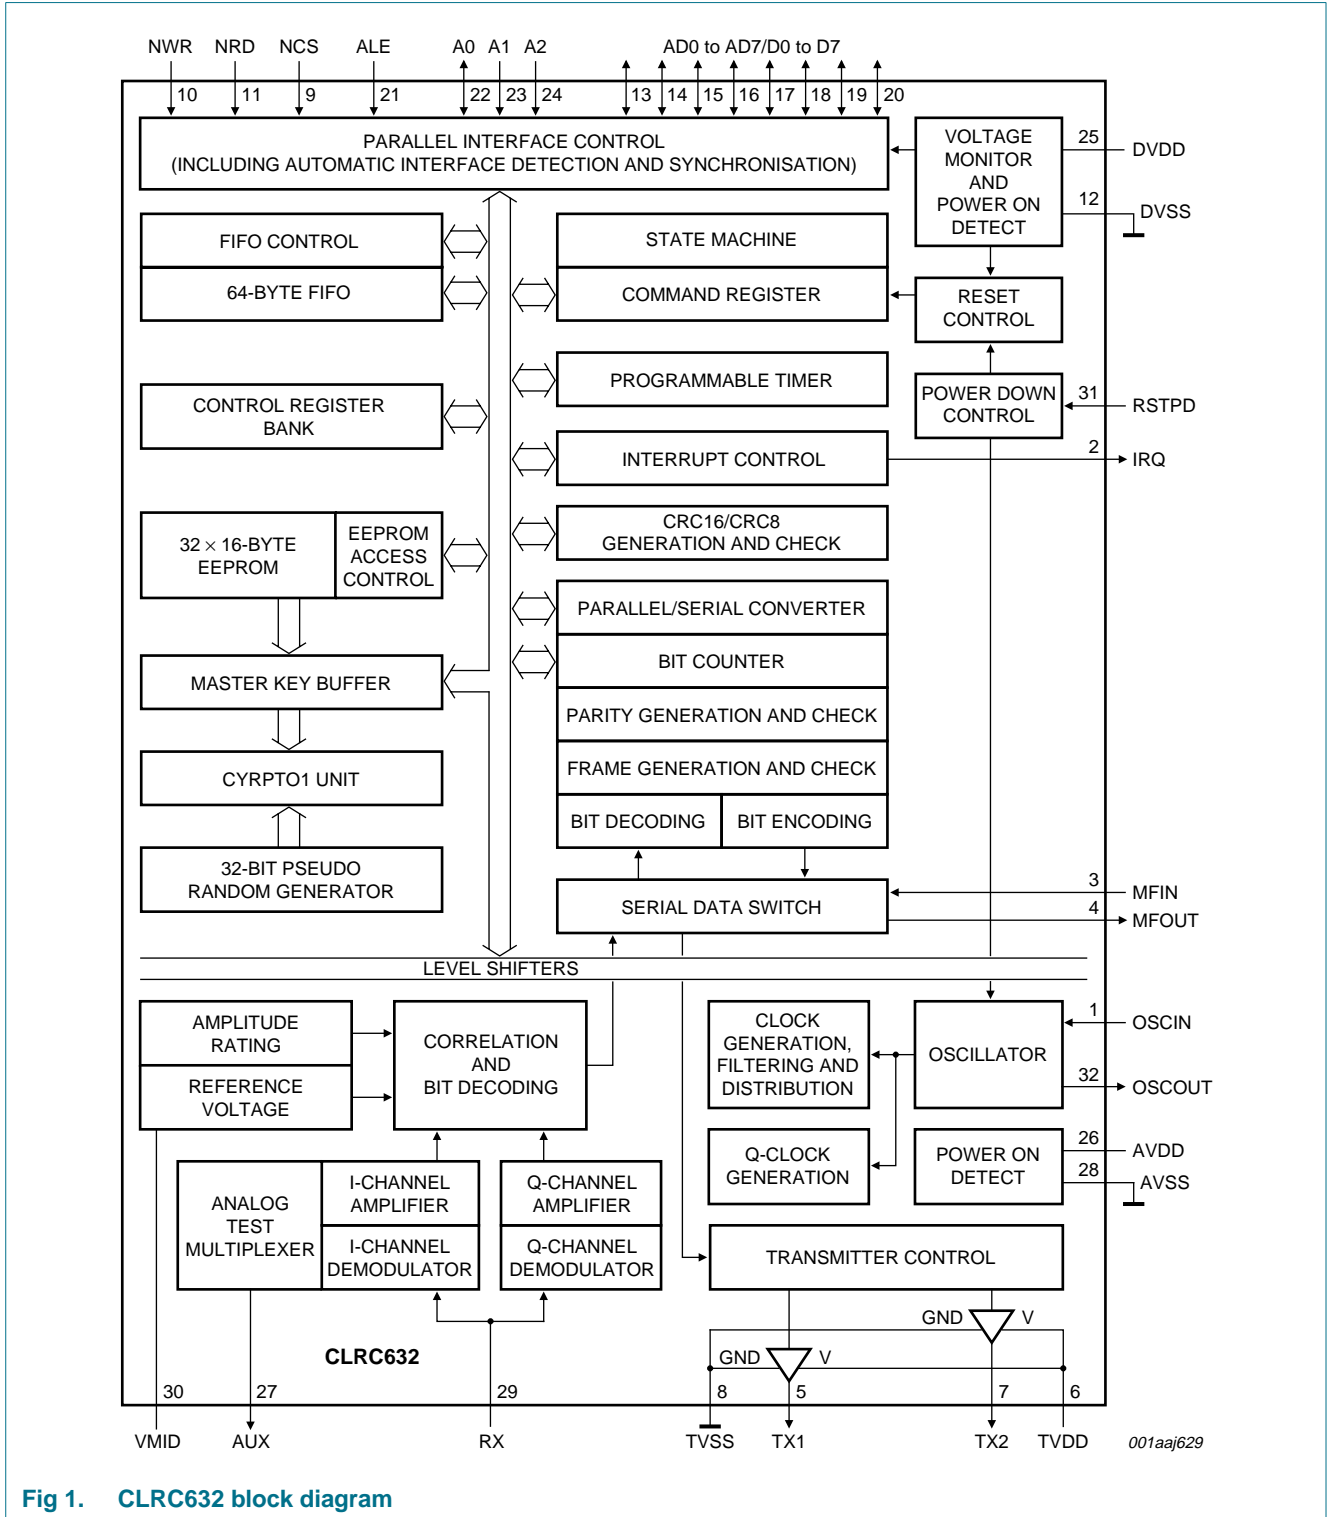 NWR NRD NCS ALE A0 A1 A2 AD0 to AD7/D0 to D7
10 11 9 21 22 23 24 13 14 15 16 17 18 19 20
PARALLEL INTERFACE CONTROL
(INCLUDING AUTOMATIC INTERFACE DETECTION AND SYNCHRONISATION)
VOLTAGE
MONITOR
AND
POWER ON
DETECT
25
DVDD
12
DVSS
FIFO CONTROL
64-BYTE FIFO
STATE MACHINE
COMMAND REGISTER
RESET
CONTROL
PROGRAMMABLE TIMER
POWER DOWN
CONTROL
31
RSTPD
CONTROL REGISTER
BANK
INTERRUPT CONTROL
2
IRQ
32 × 16-BYTE
EEPROM
EEPROM
ACCESS
CONTROL
CRC16/CRC8
GENERATION AND CHECK
PARALLEL/SERIAL CONVERTER
BIT COUNTER
MASTER KEY BUFFER
PARITY GENERATION AND CHECK
CYRPTO1 UNIT
FRAME GENERATION AND CHECK
BIT DECODING
BIT ENCODING
32-BIT PSEUDO
RANDOM GENERATOR
SERIAL DATA SWITCH
3
MFIN
4
MFOUT
LEVEL SHIFTERS
AMPLITUDE
RATING
REFERENCE
VOLTAGE
CORRELATION
AND
BIT DECODING
CLOCK
GENERATION,
FILTERING AND
DISTRIBUTION
OSCILLATOR
1
OSCIN
32
OSCOUT
Q-CLOCK
GENERATION
POWER ON
DETECT
26
AVDD
28
AVSS
ANALOG
TEST
MULTIPLEXER
I-CHANNEL
AMPLIFIER
I-CHANNEL
DEMODULATOR
Q-CHANNEL
AMPLIFIER
Q-CHANNEL
DEMODULATOR
TRANSMITTER CONTROL
GND V
GND V
CLRC632
30 27 29 8 5 7 6
VMID AUX RX TVSS TX1 TX2 TVDD
001aaj629
Fig 1. CLRC632 block diagram